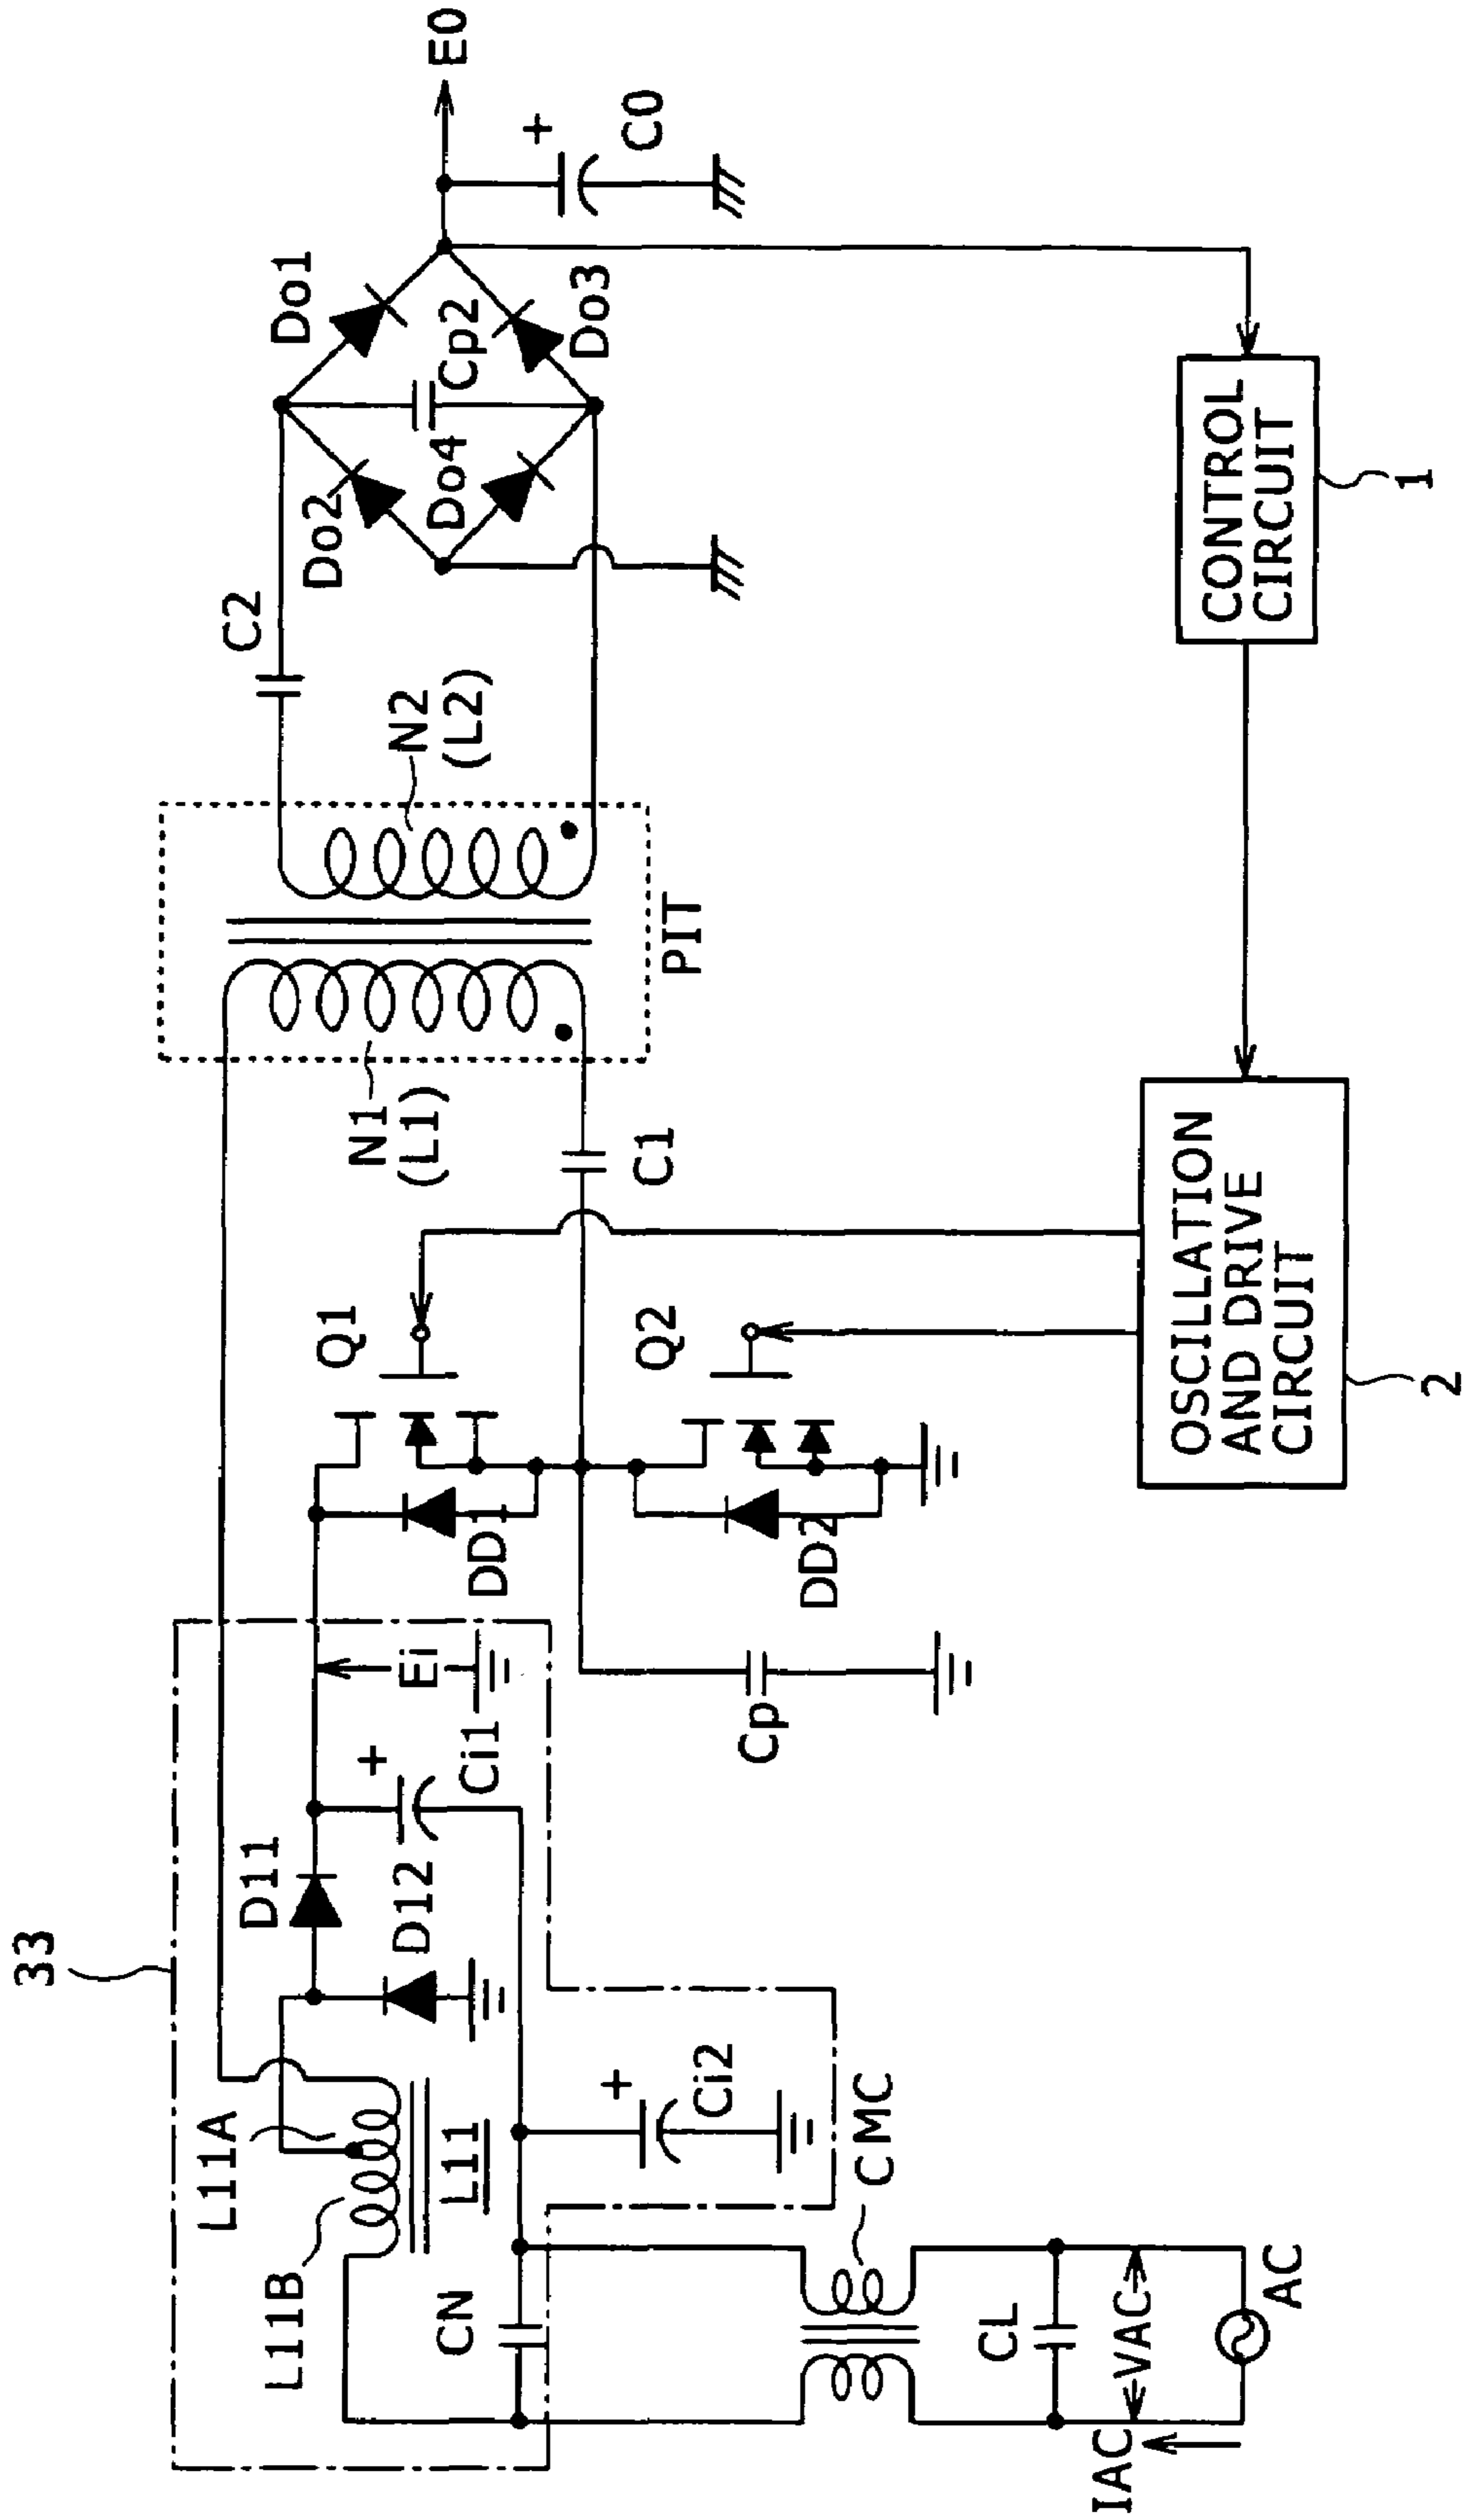 33
L11A
L11B
L11
CN
D11
D12
+
Ci1
Ei
+
Ci2
CMC
CL
VAC
AC
IAC
Q1
DD1
Q2
DD2
Cp
N1
(L1)
C1
PIT
N2
(L2)
C2
Do1
Do2
Do3
Do4
Cp2
+
C0
E0
CONTROL
CIRCUIT
1
OSCILLATION
AND DRIVE
CIRCUIT
2